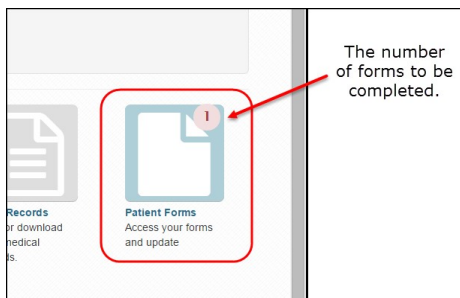 The number
of forms to be
completed.
1
Records
or download
medical
ds.
Patient Forms
Access your forms
and update